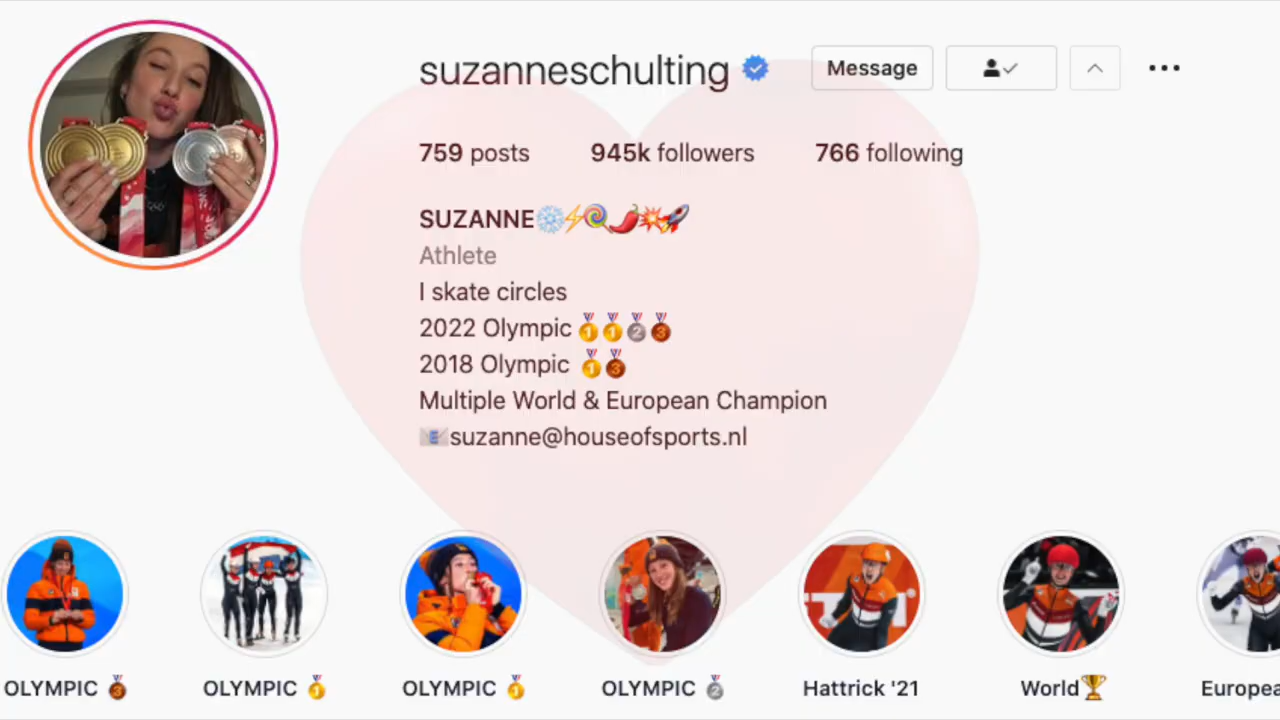 suzanneschulting
Message
759 posts 945k followers 766 following
SUZANNE❄️⚡🍭🌶️💥🚀
Athlete
I skate circles
2022 Olympic 🥇🥇🥈🥉
2018 Olympic 🥇🥉
Multiple World & European Champion
📧suzanne@houseofsports.nl
OLYMPIC 🥉 OLYMPIC 🥇 OLYMPIC 🥇 OLYMPIC 🥈 Hattrick '21 World🏆 Europea